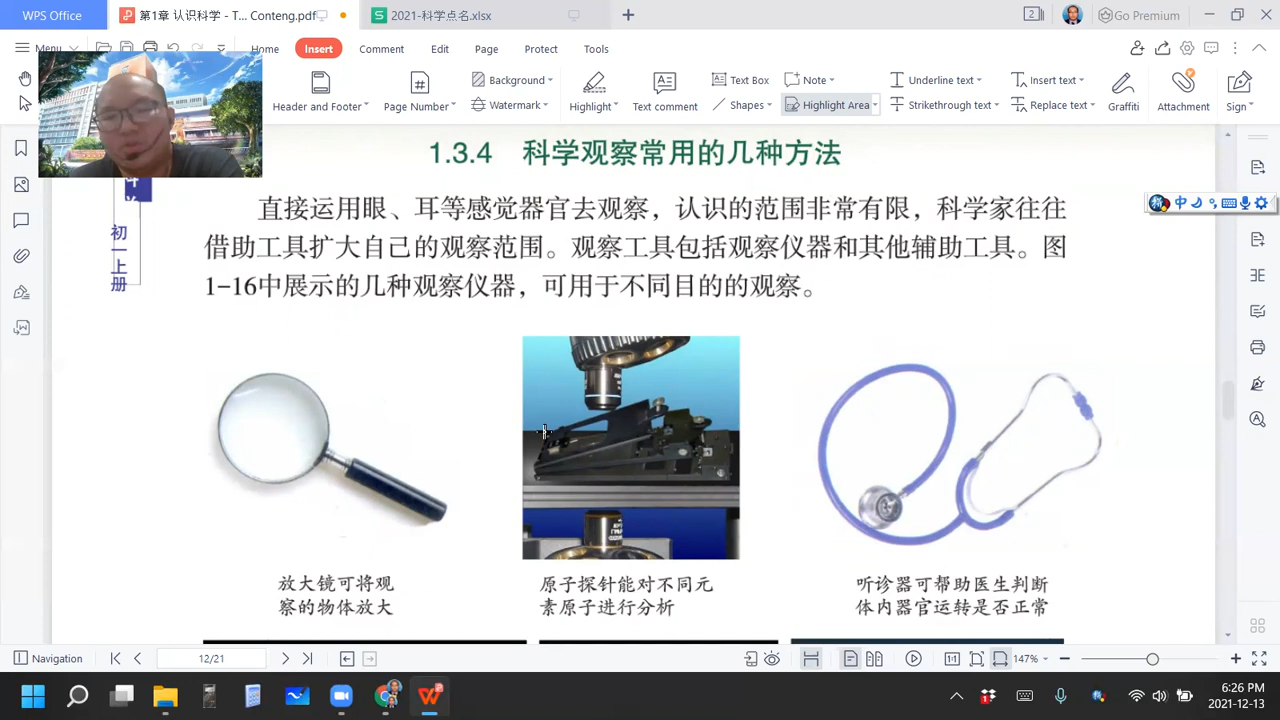 WPS Office
第1章 认识科学 - T... Conteng.pdf
2021-科学点名.xlsx
2
Go Premium
Menu
Home
Insert
Comment
Edit
Page
Protect
Tools
Header and Footer
Page Number
Background
Watermark
Highlight
Text comment
Text Box
Shape
Note
Highlight Area
Underline text
Strikethrough text
Insert text
Replace text
Graffiti
Attachment
Sign
初一上册
1.3.4 科学观察常用的几种方法
直接运用眼、耳等感觉器官去观察，认识的范围非常有限，科学家往往
借助工具扩大自己的观察范围。观察工具包括观察仪器和其他辅助工具。图
1-16中展示的几种观察仪器，可用于不同目的的观察。
放大镜可将观
察的物体放大
原子探针能对不同元
素原子进行分析
听诊器可帮助医生判断
体内器官运转是否正常
中
Navigation
12/21
147%
6:26 PM
2021-12-13